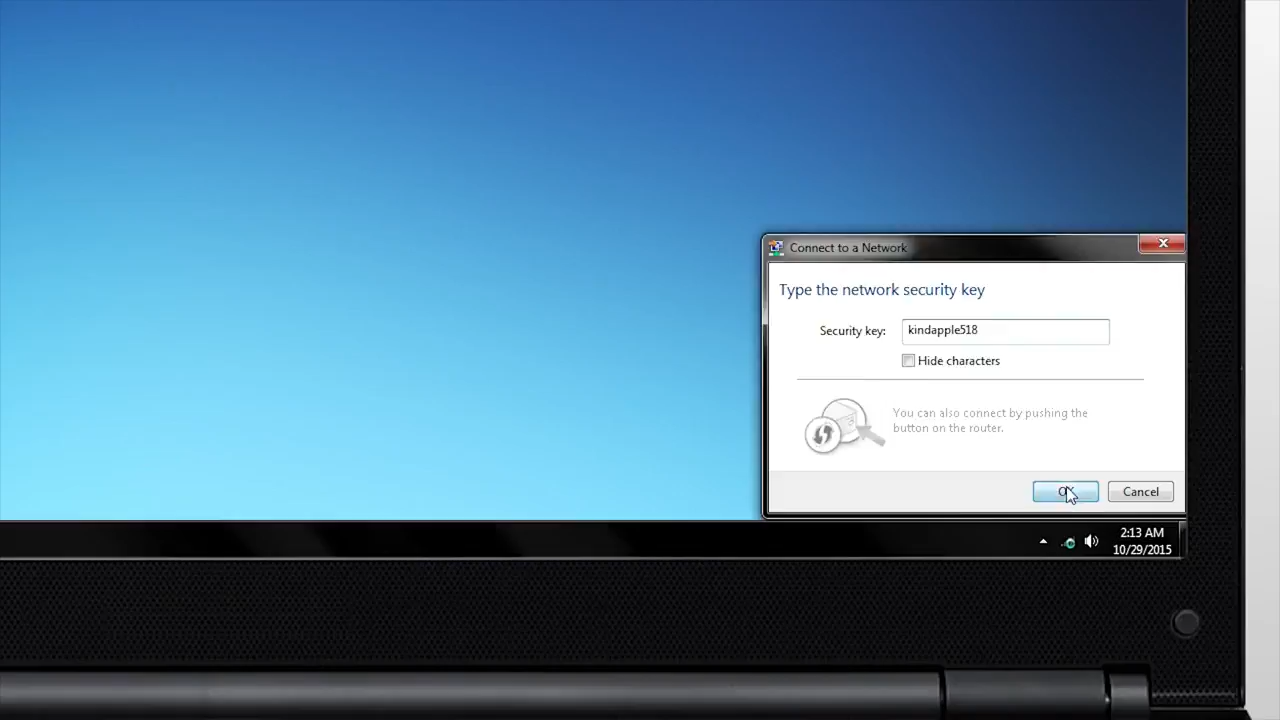 Connect to a Network
Type the network security key
Security key: kindapple518
Hide characters
You can also connect by pushing the
button on the router.
OK Cancel
2:13 AM
10/29/2015